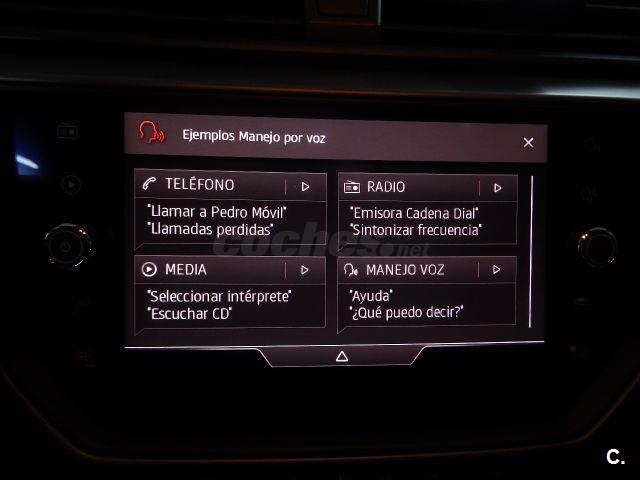 Ejemplos Manejo por voz
TELÉFONO
"Llamar a Pedro Móvil"
"Llamadas perdidas"
RADIO
"Emisora Cadena Dial"
"Sintonizar frecuencia"
coches.net
MEDIA
"Seleccionar intérprete"
"Escuchar CD"
MANEJO VOZ
"Ayuda"
"¿Qué puedo decir?"
C.